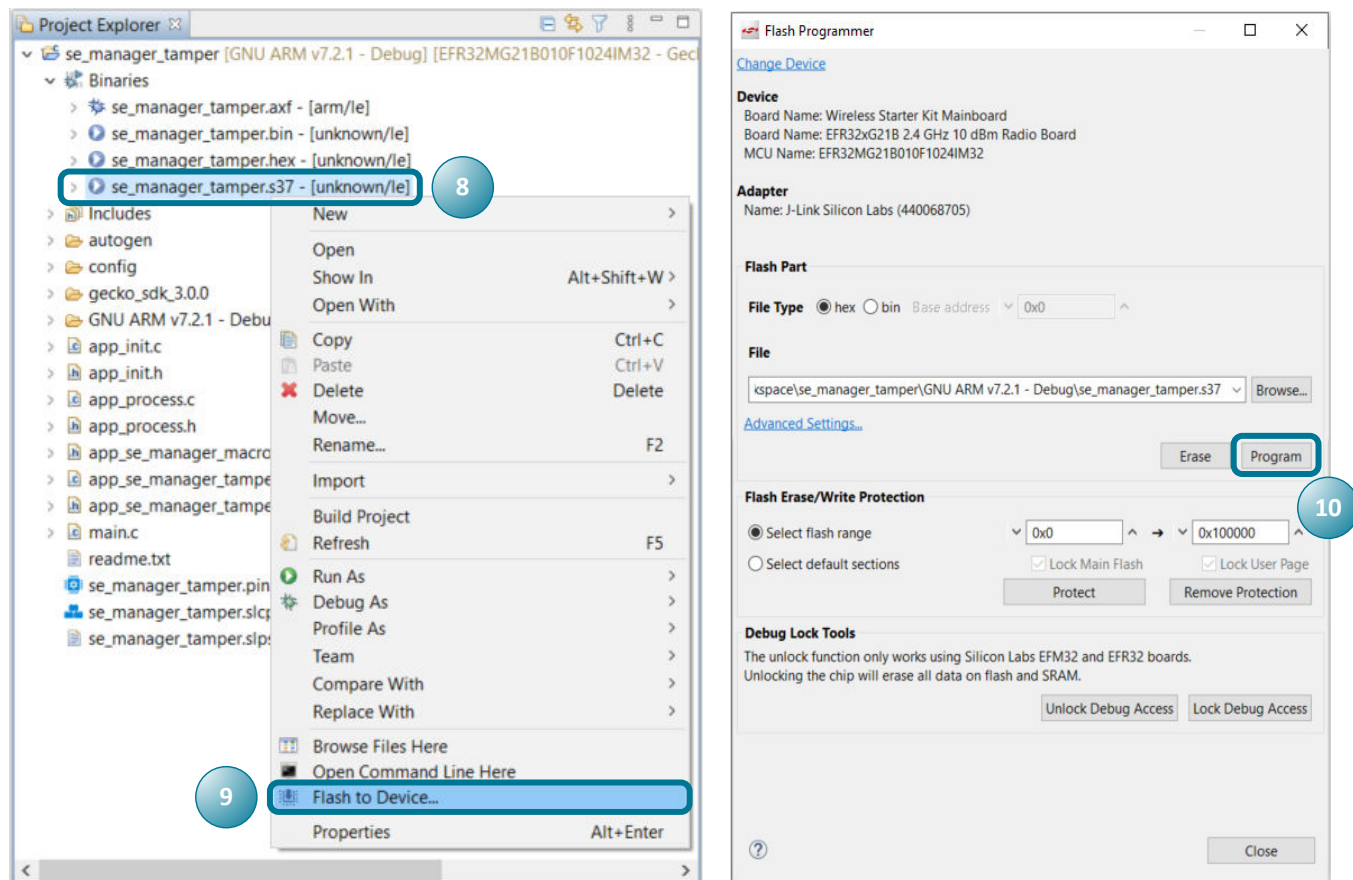 Project Explorer
se_manager_tamper [GNU ARM v7.2.1 - Debug] [EFR32MG21B010F1024IM32 - Gec
Binaries
se_manager_tamper.axf - [arm/le]
se_manager_tamper.bin - [unknown/le]
se_manager_tamper.hex - [unknown/le]
se_manager_tamper.s37 - [unknown/le]
8
Includes
autogen
config
gecko_sdk_3.0.0
GNU ARM v7.2.1 - Debu
app_init.c
app_init.h
app_process.c
app_process.h
app_se_manager_macro
app_se_manager_tampe
app_se_manager_tampe
main.c
readme.txt
se_manager_tamper.pin
se_manager_tamper.slcp
se_manager_tamper.slps
New
Open
Show In Alt+Shift+W
Open With
Copy Ctrl+C
Paste Ctrl+V
Delete Delete
Move...
Rename... F2
Import
Build Project
Refresh F5
Run As
Debug As
Profile As
Team
Compare With
Replace With
Browse Files Here
Open Command Line Here
9
Flash to Device...
Properties Alt+Enter
Flash Programmer
Change Device
Device
Board Name: Wireless Starter Kit Mainboard
Board Name: EFR32xG21B 2.4 GHz 10 dBm Radio Board
MCU Name: EFR32MG21B010F1024IM32
Adapter
Name: J-Link Silicon Labs (440068705)
Flash Part
File Type hex bin Base address 0x0
File
kspace\se_manager_tamper\GNU ARM v7.2.1 - Debug\se_manager_tamper.s37 Browse...
Advanced Settings...
Erase Program
10
Flash Erase/Write Protection
Select flash range 0x0 → 0x100000
Select default sections Lock Main Flash Lock User Page
Protect Remove Protection
Debug Lock Tools
The unlock function only works using Silicon Labs EFM32 and EFR32 boards.
Unlocking the chip will erase all data on flash and SRAM.
Unlock Debug Access Lock Debug Access
? Close